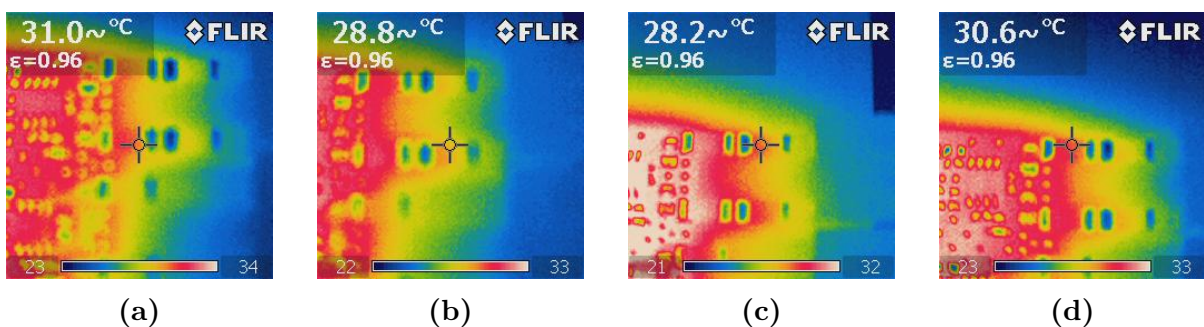 31.0~°C FLIR
ε=0.96
23 34
28.8~°C FLIR
ε=0.96
22 33
28.2~°C FLIR
ε=0.96
21 32
30.6~°C FLIR
ε=0.96
23 33
(a) (b) (c) (d)